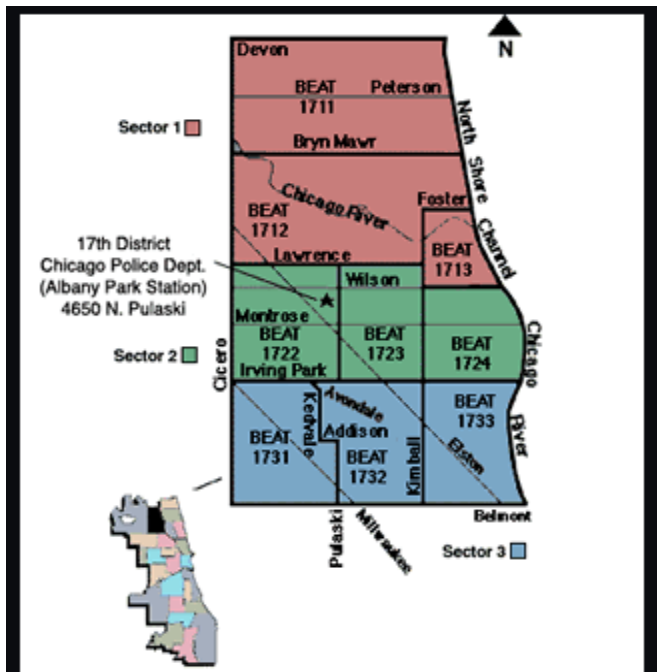 N
Devon
BEAT
1711
Peterson
Sector 1
Bryn Mawr
North Shore Channel
Chicago River
Foster
BEAT
1712
BEAT
1713
Lawrence
17th District
Chicago Police Dept.
(Albany Park Station)
4650 N. Pulaski
Wilson
Montrose
BEAT
1722
BEAT
1723
BEAT
1724
Sector 2
Irving Park
Cicero
Chicago River
Avondale
Kedvale
Addison
BEAT
1731
BEAT
1732
BEAT
1733
Kimball
Elston
Belmont
Pulaski
Milwaukee
Sector 3